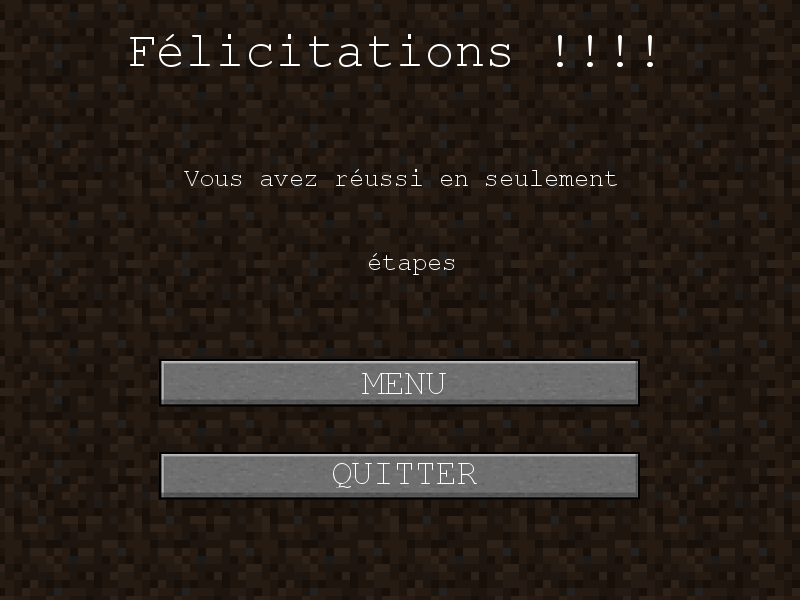 Félicitations !!!!
Vous avez réussi en seulement
étapes
MENU
QUITTER